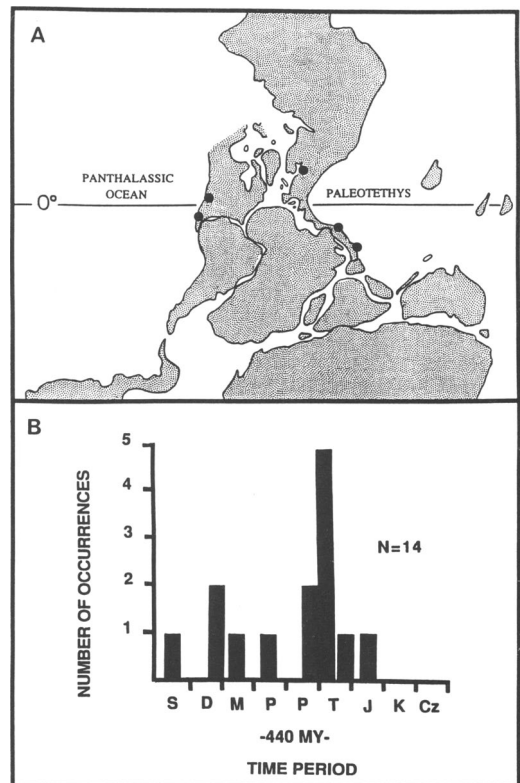 A
PANTHALASSIC
OCEAN
0°
PALEOTETHYS
B
NUMBER OF OCCURRENCES
5
4
3
2
1
N=14
S D M P P T J K Cz
-440 MY-
TIME PERIOD